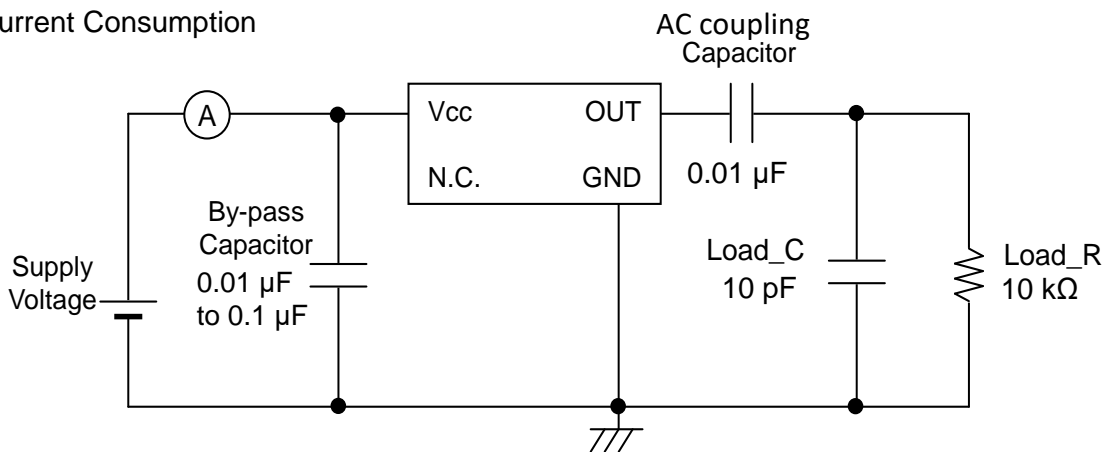 urrent Consumption
AC coupling
Capacitor
A
Vcc
OUT
N.C.
GND
0.01 µF
By-pass
Capacitor
0.01 µF
to 0.1 µF
Supply
Voltage
Load_C
10 pF
Load_R
10 kΩ